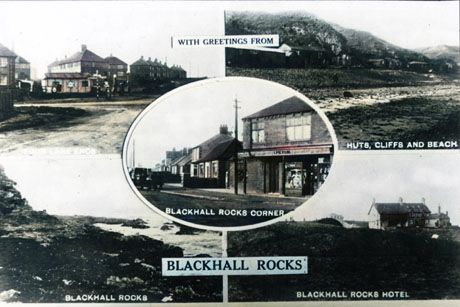 WITH GREETINGS FROM
HUTS, CLIFFS AND BEACH
BLACKHALL ROCKS CORNER
BLACKHALL ROCKS
BLACKHALL ROCKS
BLACKHALL ROCKS HOTEL